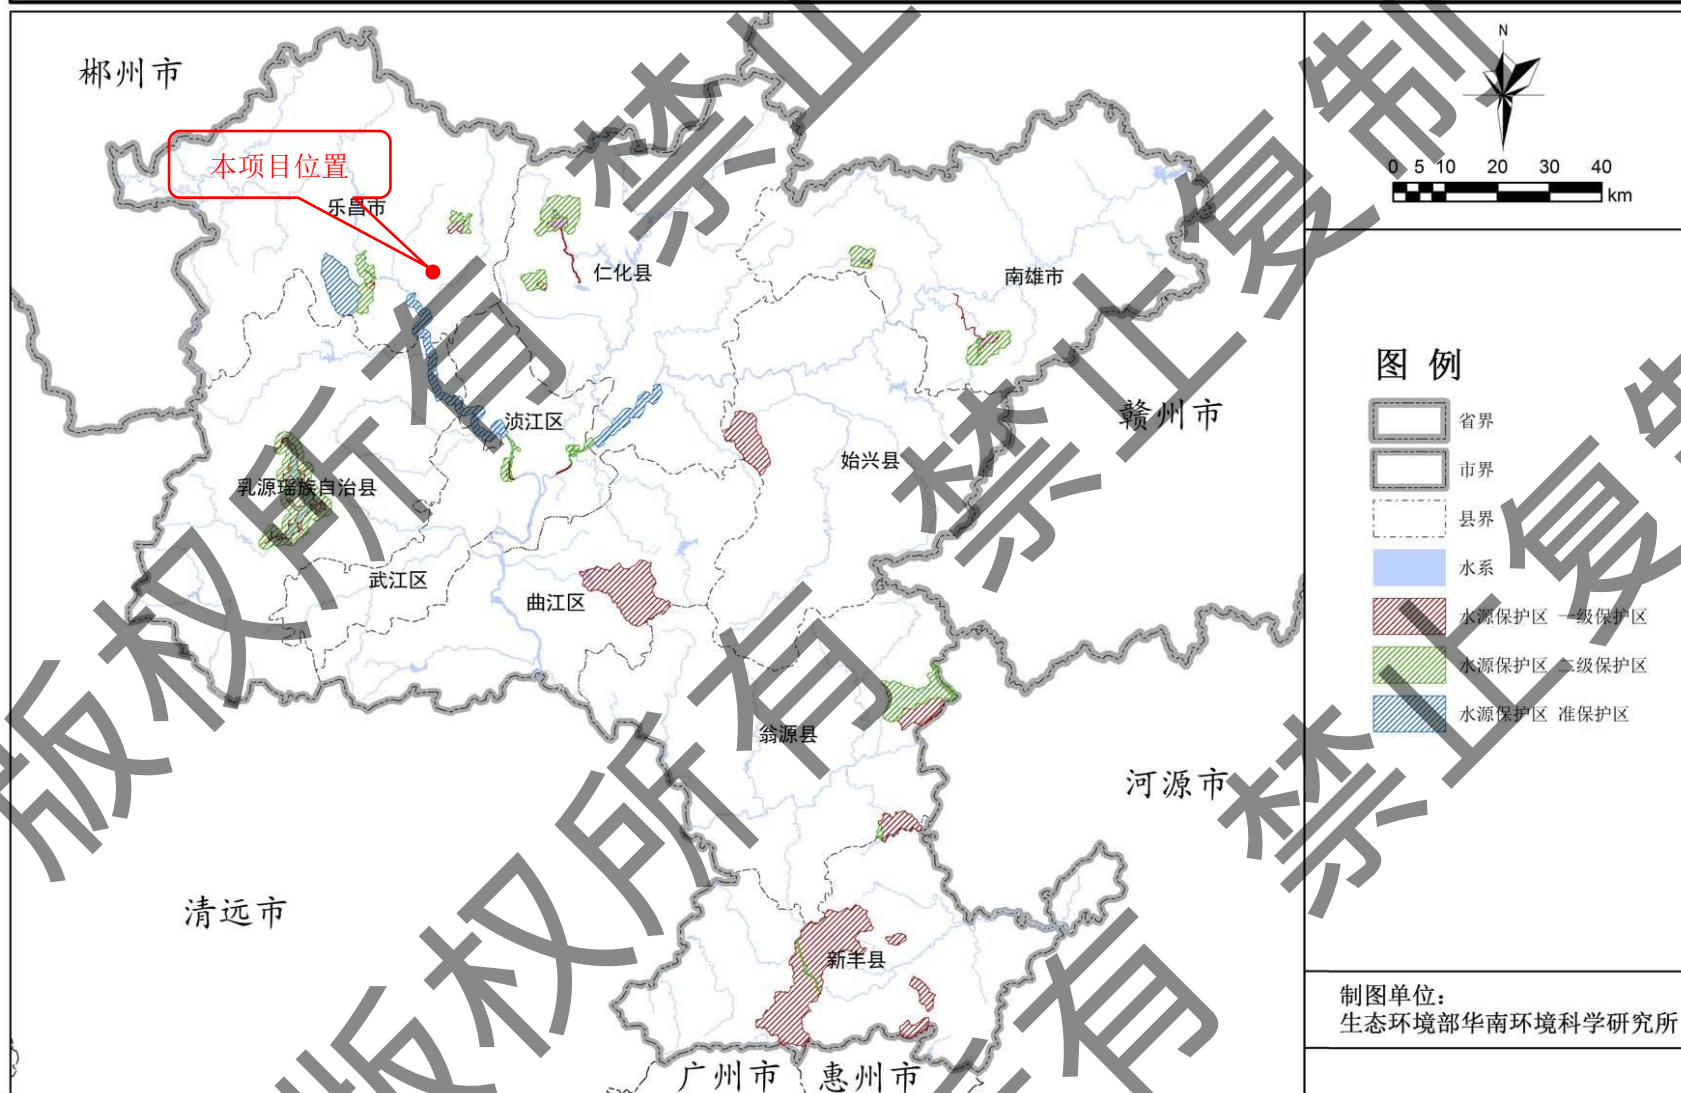 郴州市
本项目位置
乐昌市
仁化县
南雄市
浈江区
赣州市
始兴县
乳源瑶族自治县
武江区
曲江区
翁源县
河源市
清远市
新丰县
广州市
惠州市
N
0 5 10 20 30 40
km
图 例
省界
市界
县界
水系
水源保护区 一级保护区
水源保护区 二级保护区
水源保护区 准保护区
制图单位:
生态环境部华南环境科学研究所
版权所有 禁止复制
版权所有 禁止复制
所有 禁止复制